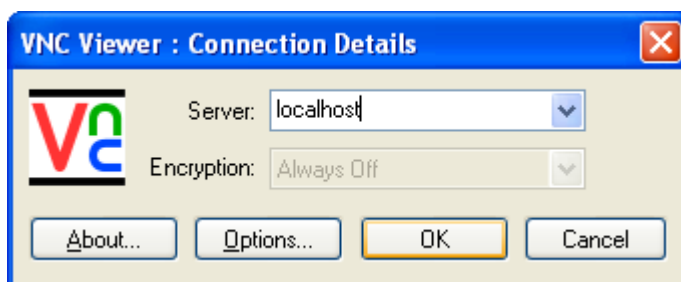 VNC Viewer : Connection Details
Server: localhost
Encryption: Always Off
About... Options... OK Cancel